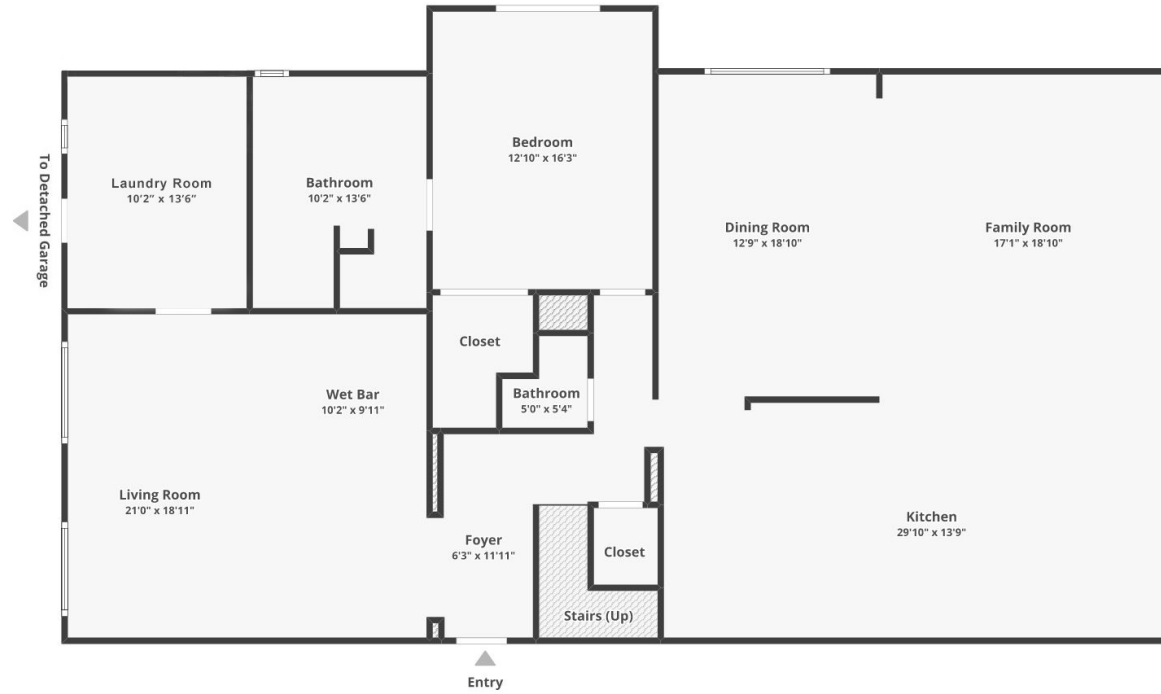 Bedroom
12'10" x 16'3"
To Detached Garage
Laundry Room
10'2" x 13'6"
Bathroom
10'2" x 13'6"
Dining Room
12'9" x 18'10"
Family Room
17'1" x 18'10"
Closet
Wet Bar
10'2" x 9'11"
Bathroom
5'0" x 5'4"
Living Room
21'0" x 18'11"
Foyer
6'3" x 11'11"
Closet
Kitchen
29'10" x 13'9"
Stairs (Up)
Entry